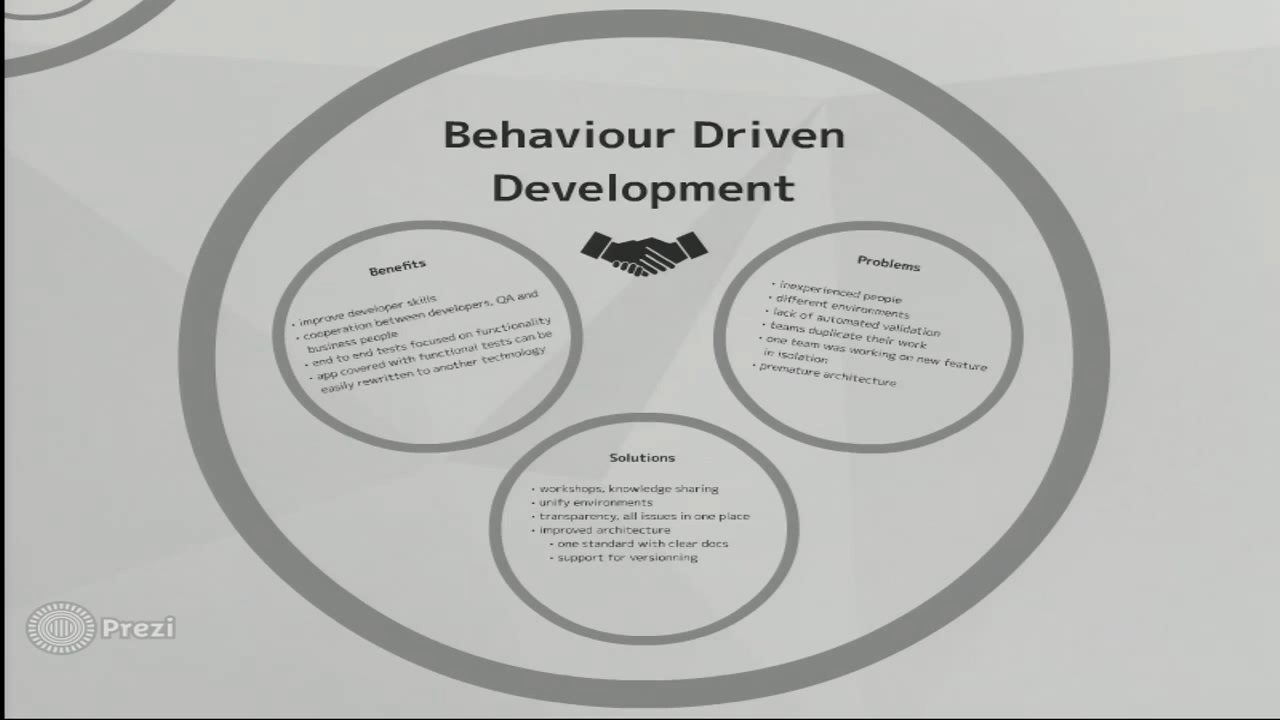 Behaviour Driven
Development
Benefits
• improve developer skills
• cooperation between developers, QA and
business people
• end to end tests focused on functionality
• app covered with functional tests can be
easily rewritten to another technology
Problems
• inexperienced people
• different environments
• lack of automated validation
• teams duplicate their work
• one team was working on new feature
in isolation
• premature architecture
Solutions
• workshops, knowledge sharing
• unify environments
• transparency, all issues in one place
• improved architecture
• one standard with clear docs
• support for versionning
Prezi